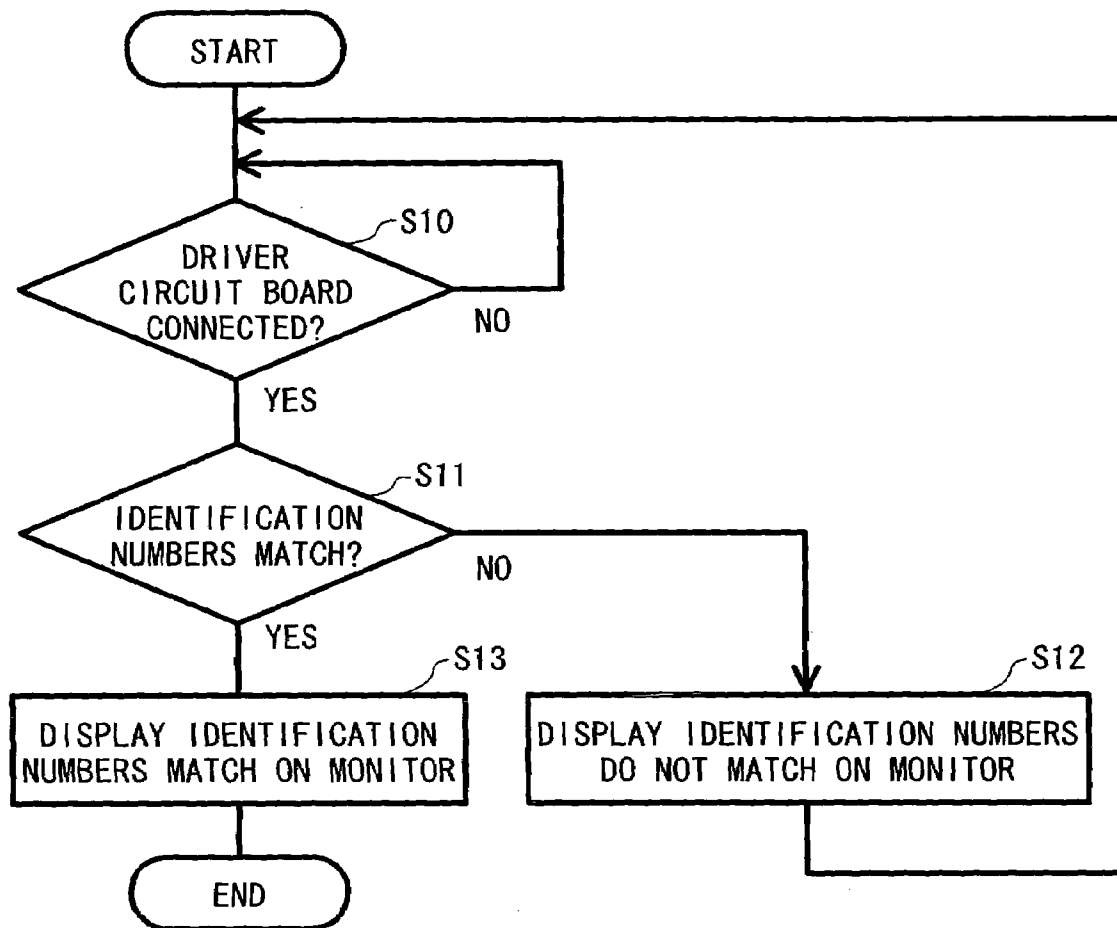 START
S10
DRIVER
CIRCUIT BOARD
CONNECTED?
NO
YES
S11
IDENTIFICATION
NUMBERS MATCH?
NO
YES
S13
DISPLAY IDENTIFICATION
NUMBERS MATCH ON MONITOR
S12
DISPLAY IDENTIFICATION NUMBERS
DO NOT MATCH ON MONITOR
END